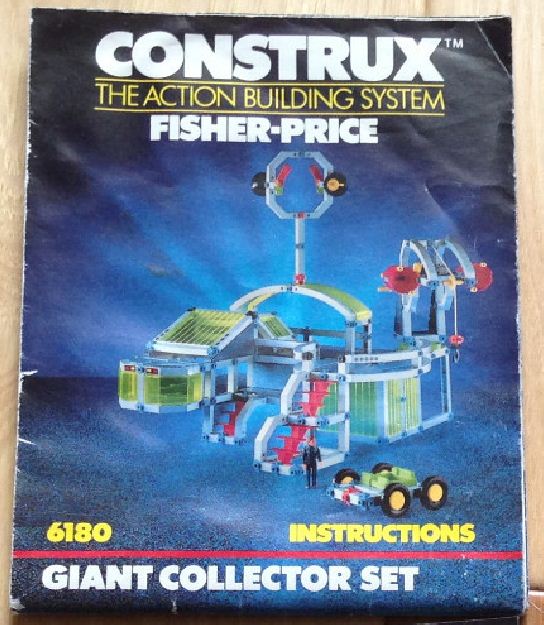 CONSTRUX™
THE ACTION BUILDING SYSTEM
FISHER-PRICE
6180 INSTRUCTIONS
GIANT COLLECTOR SET